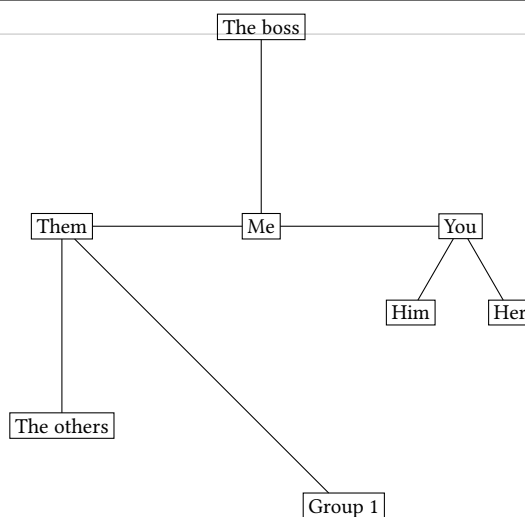 The boss
Them
Me
You
Him
Her
The others
Group 1